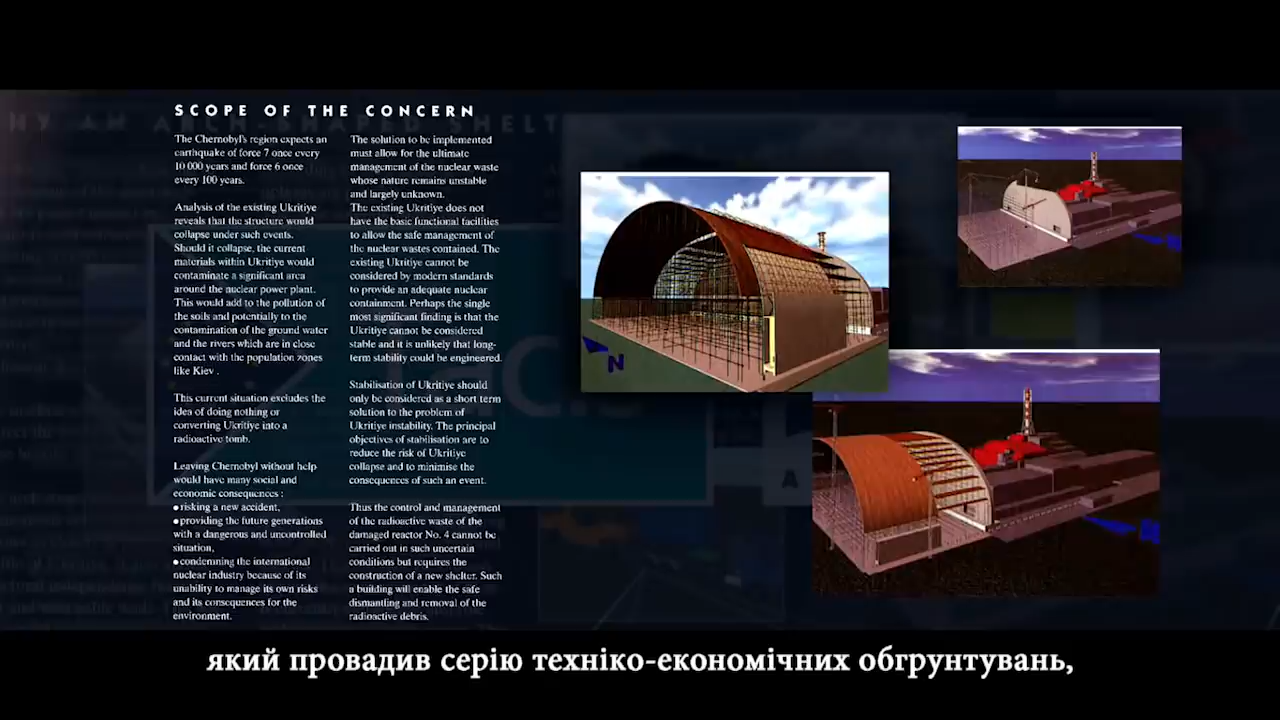 SCOPE OF THE CONCERN
The Chernobyl's region expects an
earthquake of force 7 once every
10 000 years and force 6 once
every 100 years.
Analysis of the existing Ukritiye
reveals that the structure would
collapse under such events.
Should it collapse, the current
materials within Ukritiye would
contaminate a significant area
around the nuclear power plant.
This would add to the pollution of
the soils and potentially to the
contamination of the ground water
and the rivers which are in close
contact with the population zones
like Kiev .
This current situation excludes the
idea of doing nothing or
converting Ukritiye into a
radioactive tomb.
Leaving Chernobyl without help
would have many social and
economic consequences :
● risking a new accident,
● providing the future generations
with a dangerous and uncontrolled
situation,
● condemning the international
nuclear industry because of its
unability to manage its own risks
and its consequences for the
environment.
The solution to be implemented
must allow for the ultimate
management of the nuclear waste
whose nature remains unstable
and largely unknown.
The existing Ukritiye does not
have the basic functional facilities
to allow the safe management of
the nuclear wastes contained. The
existing Ukritiye cannot be
considered by modern standards
to provide an adequate nuclear
containment. Perhaps the single
most significant finding is that the
Ukritiye cannot be considered
stable and it is unlikely that long-
term stability could be engineered.
Stabilisation of Ukritiye should
only be considered as a short term
solution to the problem of
Ukritiye instability. The principal
objectives of stabilisation are to
reduce the risk of Ukritiye
collapse and to minimise the
consequences of such an event.
Thus the control and management
of the radioactive waste of the
damaged reactor No. 4 cannot be
carried out in such uncertain
conditions but requires the
construction of a new shelter. Such
a building will enable the safe
dismantling and removal of the
radioactive debris.
N
який провадив серію техніко-економічних обгрунтувань,